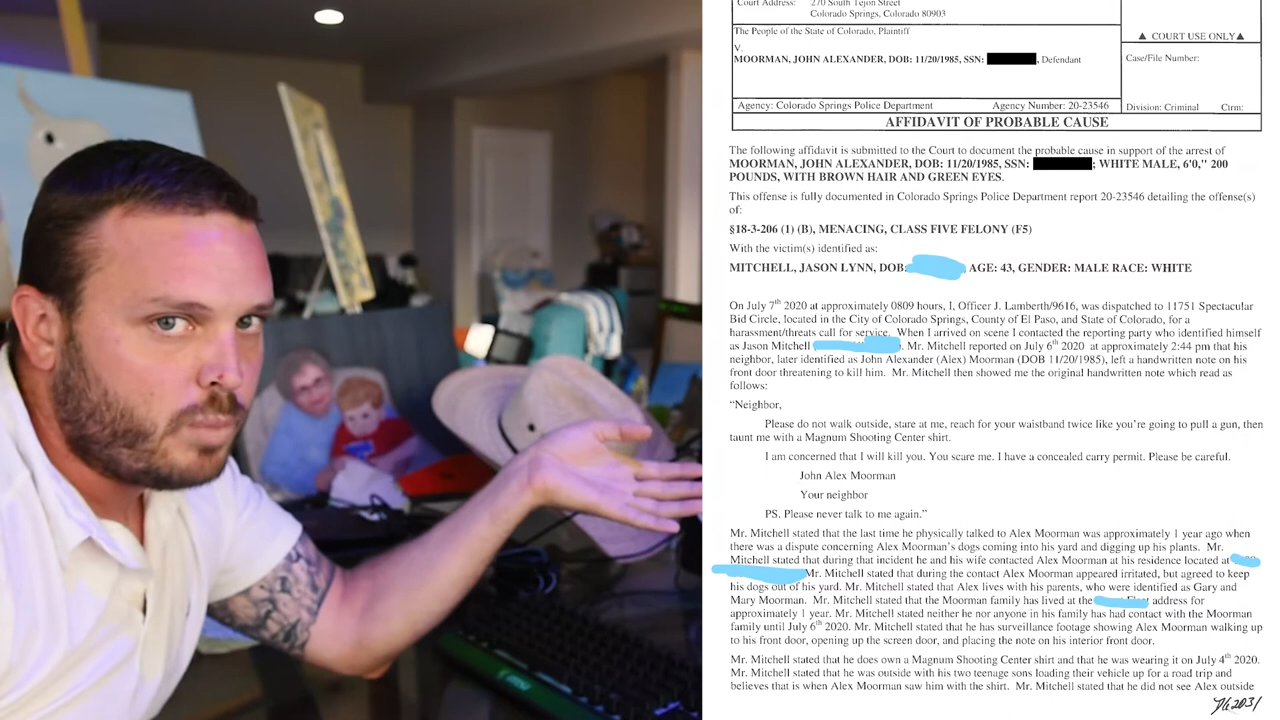 Court Address: 270 South Tejon Street
Colorado Springs, Colorado 80903
The People of the State of Colorado, Plaintiff
V.
MOORMAN, JOHN ALEXANDER, DOB: 11/20/1985, SSN: , Defendant
▲ COURT USE ONLY▲
Case/File Number:
Agency: Colorado Springs Police Department Agency Number: 20-23546
Division: Criminal Ctrm:
AFFIDAVIT OF PROBABLE CAUSE
The following affidavit is submitted to the Court to document the probable cause in support of the arrest of
MOORMAN, JOHN ALEXANDER, DOB: 11/20/1985, SSN: ; WHITE MALE, 6'0," 200
POUNDS, WITH BROWN HAIR AND GREEN EYES.
This offense is fully documented in Colorado Springs Police Department report 20-23546 detailing the offense(s)
of:
§18-3-206 (1) (B), MENACING, CLASS FIVE FELONY (F5)
With the victim(s) identified as:
MITCHELL, JASON LYNN, DOB: , AGE: 43, GENDER: MALE RACE: WHITE
On July 7th 2020 at approximately 0809 hours, I, Officer J. Lamberth/9616, was dispatched to 11751 Spectacular
Bid Circle, located in the City of Colorado Springs, County of El Paso, and State of Colorado, for a
harassment/threats call for service. When I arrived on scene I contacted the reporting party who identified himself
as Jason Mitchell ). Mr. Mitchell reported on July 6th 2020 at approximately 2:44 pm that his
neighbor, later identified as John Alexander (Alex) Moorman (DOB 11/20/1985), left a handwritten note on his
front door threatening to kill him. Mr. Mitchell then showed me the original handwritten note which read as
follows:
“Neighbor,
Please do not walk outside, stare at me, reach for your waistband twice like you're going to pull a gun, then
taunt me with a Magnum Shooting Center shirt.
I am concerned that I will kill you. You scare me. I have a concealed carry permit. Please be careful.
John Alex Moorman
Your neighbor
PS. Please never talk to me again.”
Mr. Mitchell stated that the last time he physically talked to Alex Moorman was approximately 1 year ago when
there was a dispute concerning Alex Moorman's dogs coming into his yard and digging up his plants. Mr.
Mitchell stated that during that incident he and his wife contacted Alex Moorman at his residence located at
Mr. Mitchell stated that during the contact Alex Moorman appeared irritated, but agreed to keep
his dogs out of his yard. Mr. Mitchell stated that Alex lives with his parents, who were identified as Gary and
Mary Moorman. Mr. Mitchell stated that the Moorman family has lived at the address for
approximately 1 year. Mr. Mitchell stated neither he nor anyone in his family has had contact with the Moorman
family until July 6th 2020. Mr. Mitchell stated that he has surveillance footage showing Alex Moorman walking up
to his front door, opening up the screen door, and placing the note on his interior front door.
Mr. Mitchell stated that he does own a Magnum Shooting Center shirt and that he was wearing it on July 4th 2020.
Mr. Mitchell stated that he was outside with his two teenage sons loading their vehicle up for a road trip and
believes that is when Alex Moorman saw him with the shirt. Mr. Mitchell stated that he did not see Alex outside